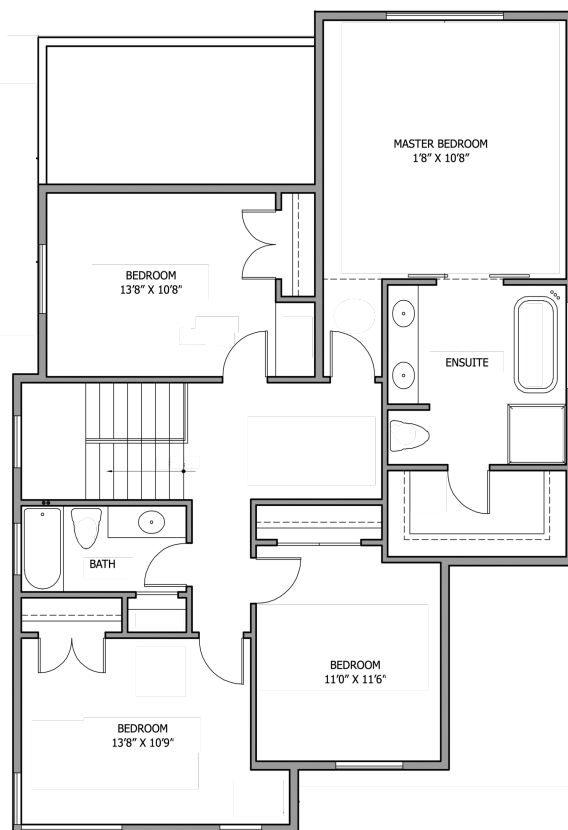 MASTER BEDROOM
1'8" X 10'8"
BEDROOM
13'8" X 10'8"
ENSUITE
BATH
BEDROOM
11'0" X 11'6"
BEDROOM
13'8" X 10'9"